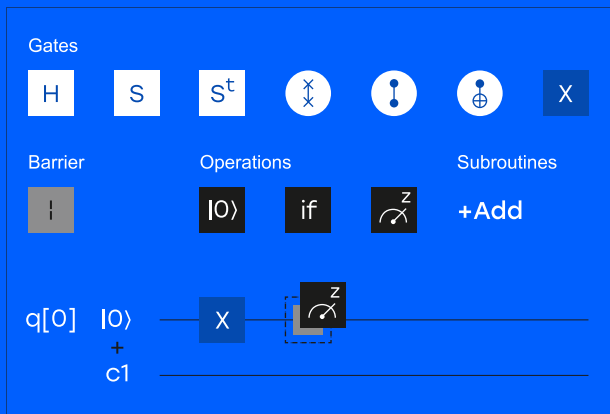 Gates
H S S† X
Barrier Operations Subroutines
|0⟩ if z +Add
z
q[0] |0⟩ X
+
c1